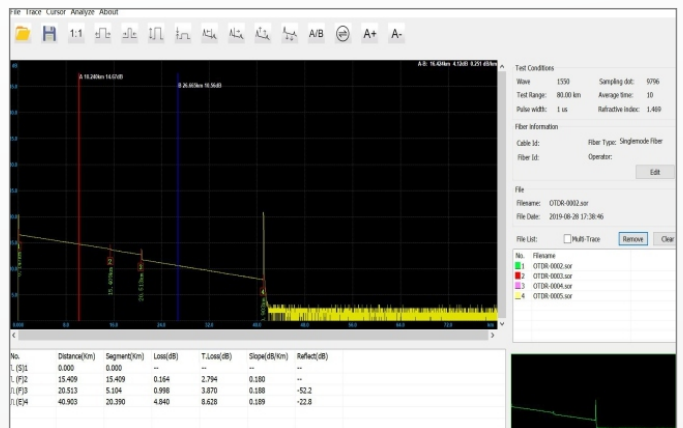 File Trace Cursor Analyze About
1:1 A/B A+ A-
A-B: 16.424km 4.12dB 0.251 dB/km
A 10.240km 14.67dB
B 26.665km 10.56dB
Test Conditions
Wave 1550 Sampling dot: 9796
Test Range: 80.00 km Average time: 10
Pulse width: 1 us Refractive index: 1.469
Fiber Information
Cable Id: Fiber Type: Singlemode Fiber
Fiber Id: Operator:
Edit
File
Filename: OTDR-0002.sor
File Date: 2019-08-28 17:38:46
File List: Multi-Trace Remove Clear
No. Filename
1 OTDR-0002.sor
2 OTDR-0003.sor
3 OTDR-0004.sor
4 OTDR-0005.sor
No. Distance(Km) Segment(Km) Loss(dB) T.Loss(dB) Slope(dB/Km) Reflect(dB)
(S)1 0.000 0.000 -- -- -- --
(F)2 15.409 15.409 0.164 2.794 0.180 --
(F)3 20.513 5.104 0.998 3.870 0.188 -52.2
(E)4 40.903 20.390 4.840 8.628 0.189 -22.8